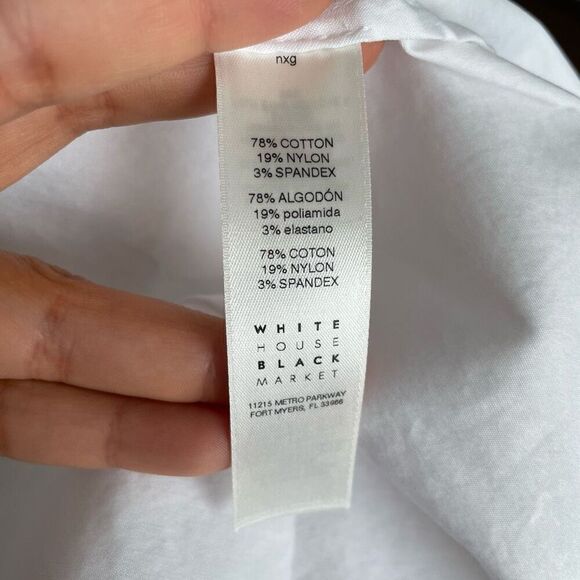 nxg
78% COTTON
19% NYLON
3% SPANDEX
78% ALGODÓN
19% poliamida
3% elastano
78% COTON
19% NYLON
3% SPANDEX
WHITE
HOUSE
BLACK
MARKET
11215 METRO PARKWAY
FORT MYERS, FL 33966